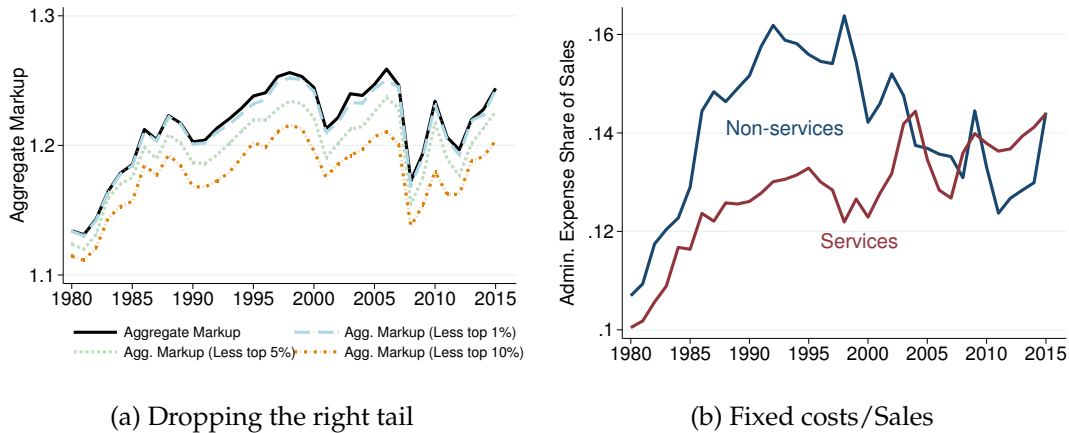 Aggregate Markup
1.3
1.2
1.1
1980 1985 1990 1995 2000 2005 2010 2015
Aggregate Markup
Agg. Markup (Less top 1%)
Agg. Markup (Less top 5%)
Agg. Markup (Less top 10%)
(a) Dropping the right tail
Admin. Expense Share of Sales
.16
.14
.12
.1
Non-services
Services
1980 1985 1990 1995 2000 2005 2010 2015
(b) Fixed costs/Sales